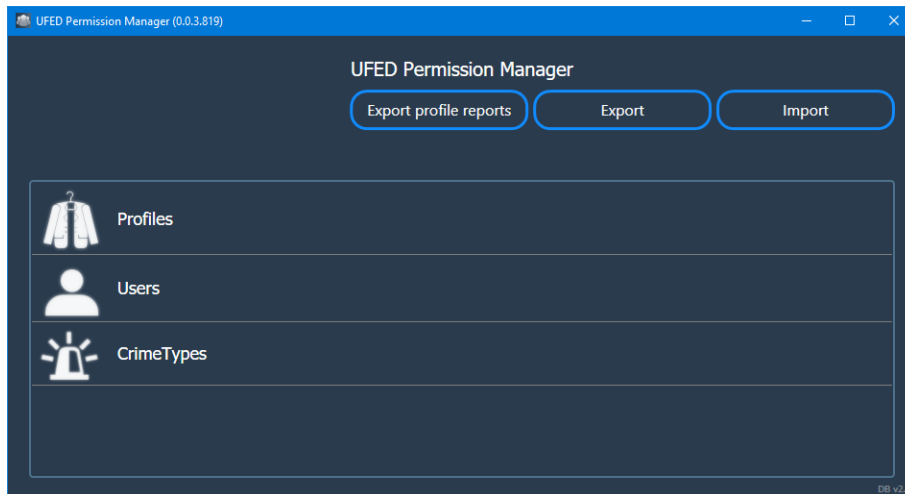 UFED Permission Manager (0.0.3.819)
UFED Permission Manager
Export profile reports
Export
Import
Profiles
Users
CrimeTypes
DB v2.